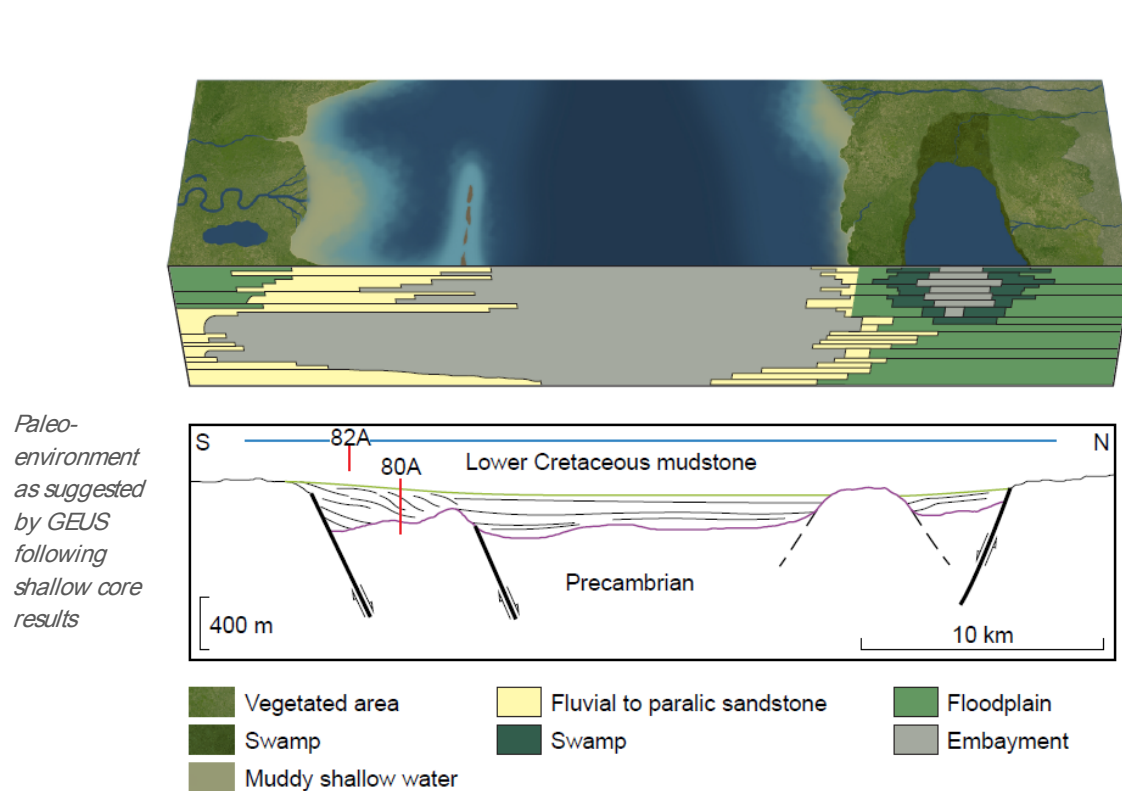 Paleo-
environment
as suggested
by GEUS
following
shallow core
results
S
82A
N
80A
Lower Cretaceous mudstone
Precambrian
400 m
10 km
Vegetated area
Fluvial to paralic sandstone
Floodplain
Swamp
Swamp
Embayment
Muddy shallow water